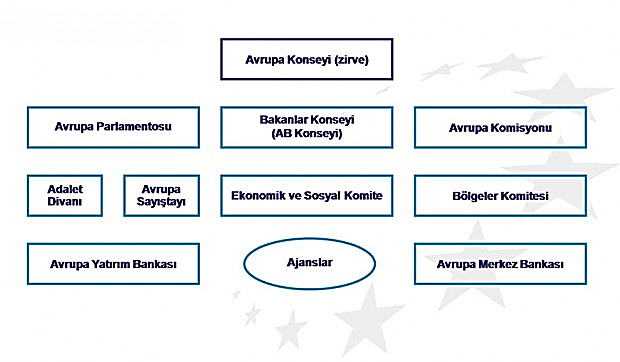 Avrupa Konseyi (zirve)
Avrupa Parlamentosu
Bakanlar Konseyi
(AB Konseyi)
Avrupa Komisyonu
Adalet
Divanı
Avrupa
Sayıştayı
Ekonomik ve Sosyal Komite
Bölgeler Komitesi
Avrupa Yatırım Bankası
Ajanslar
Avrupa Merkez Bankası